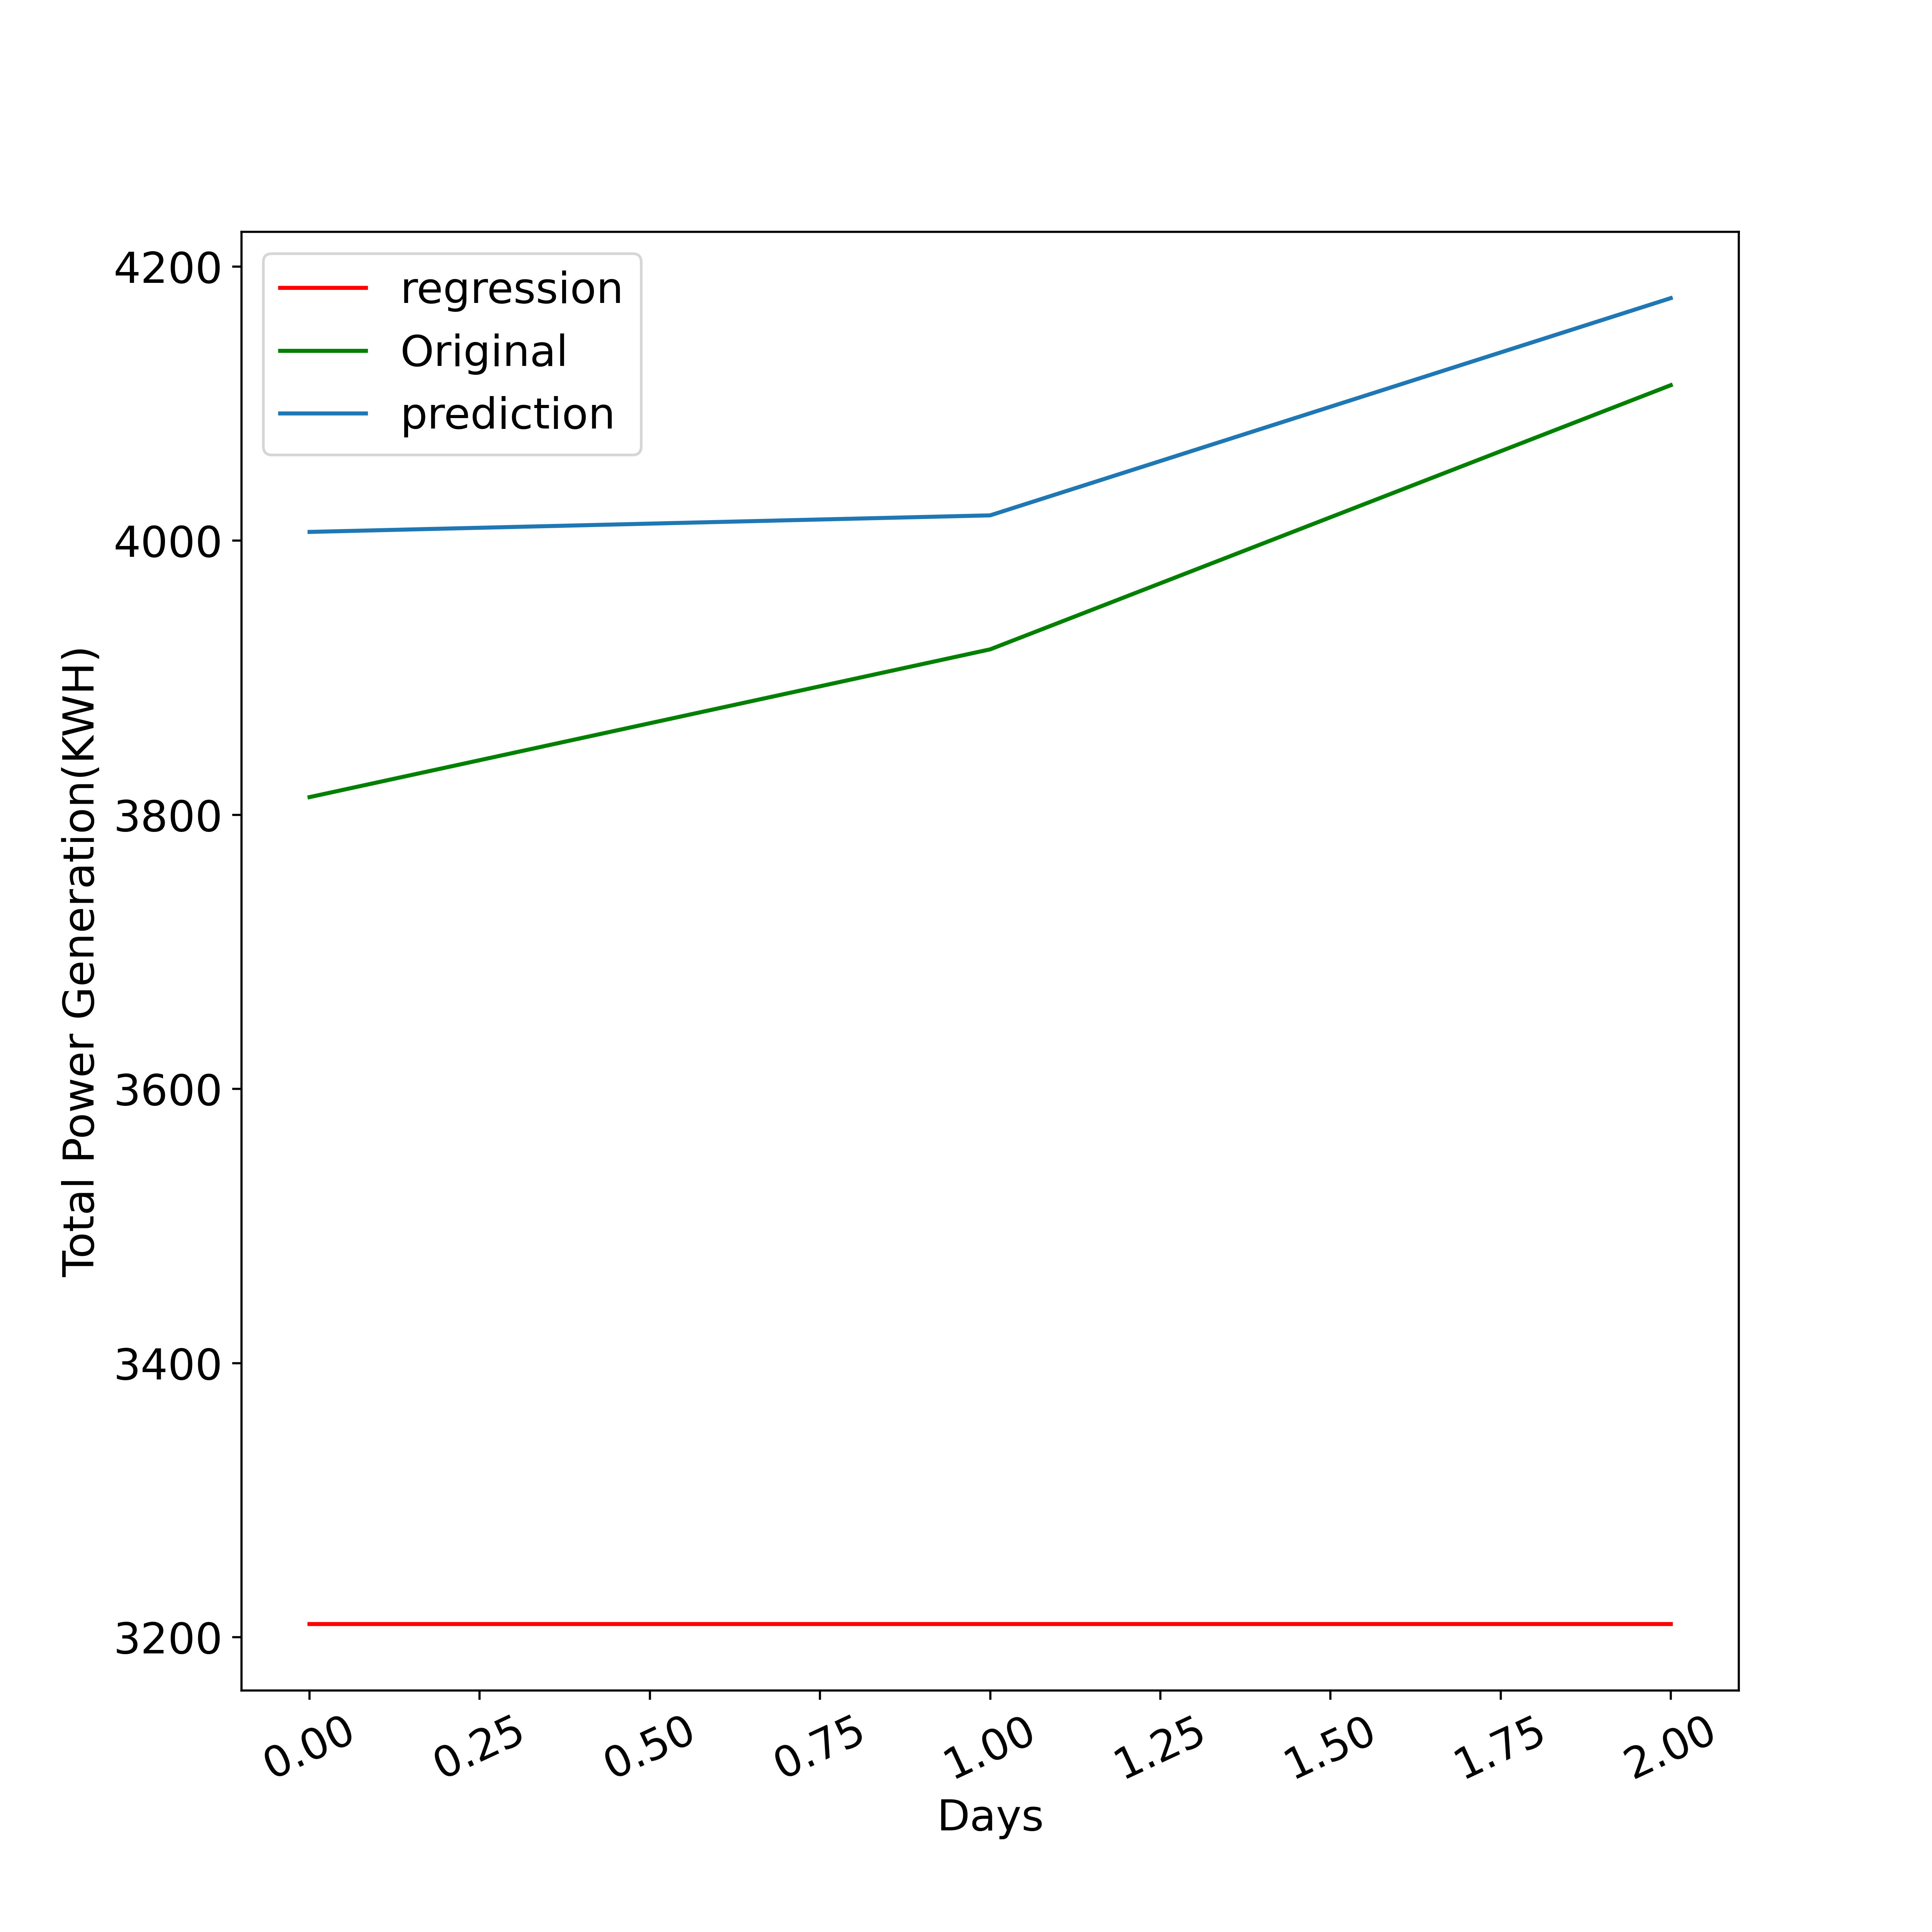 regression
Original
prediction
4200
4000
3800
3600
3400
3200
Total Power Generation(KWH)
0.00 0.25 0.50 0.75 1.00 1.25 1.50 1.75 2.00
Days